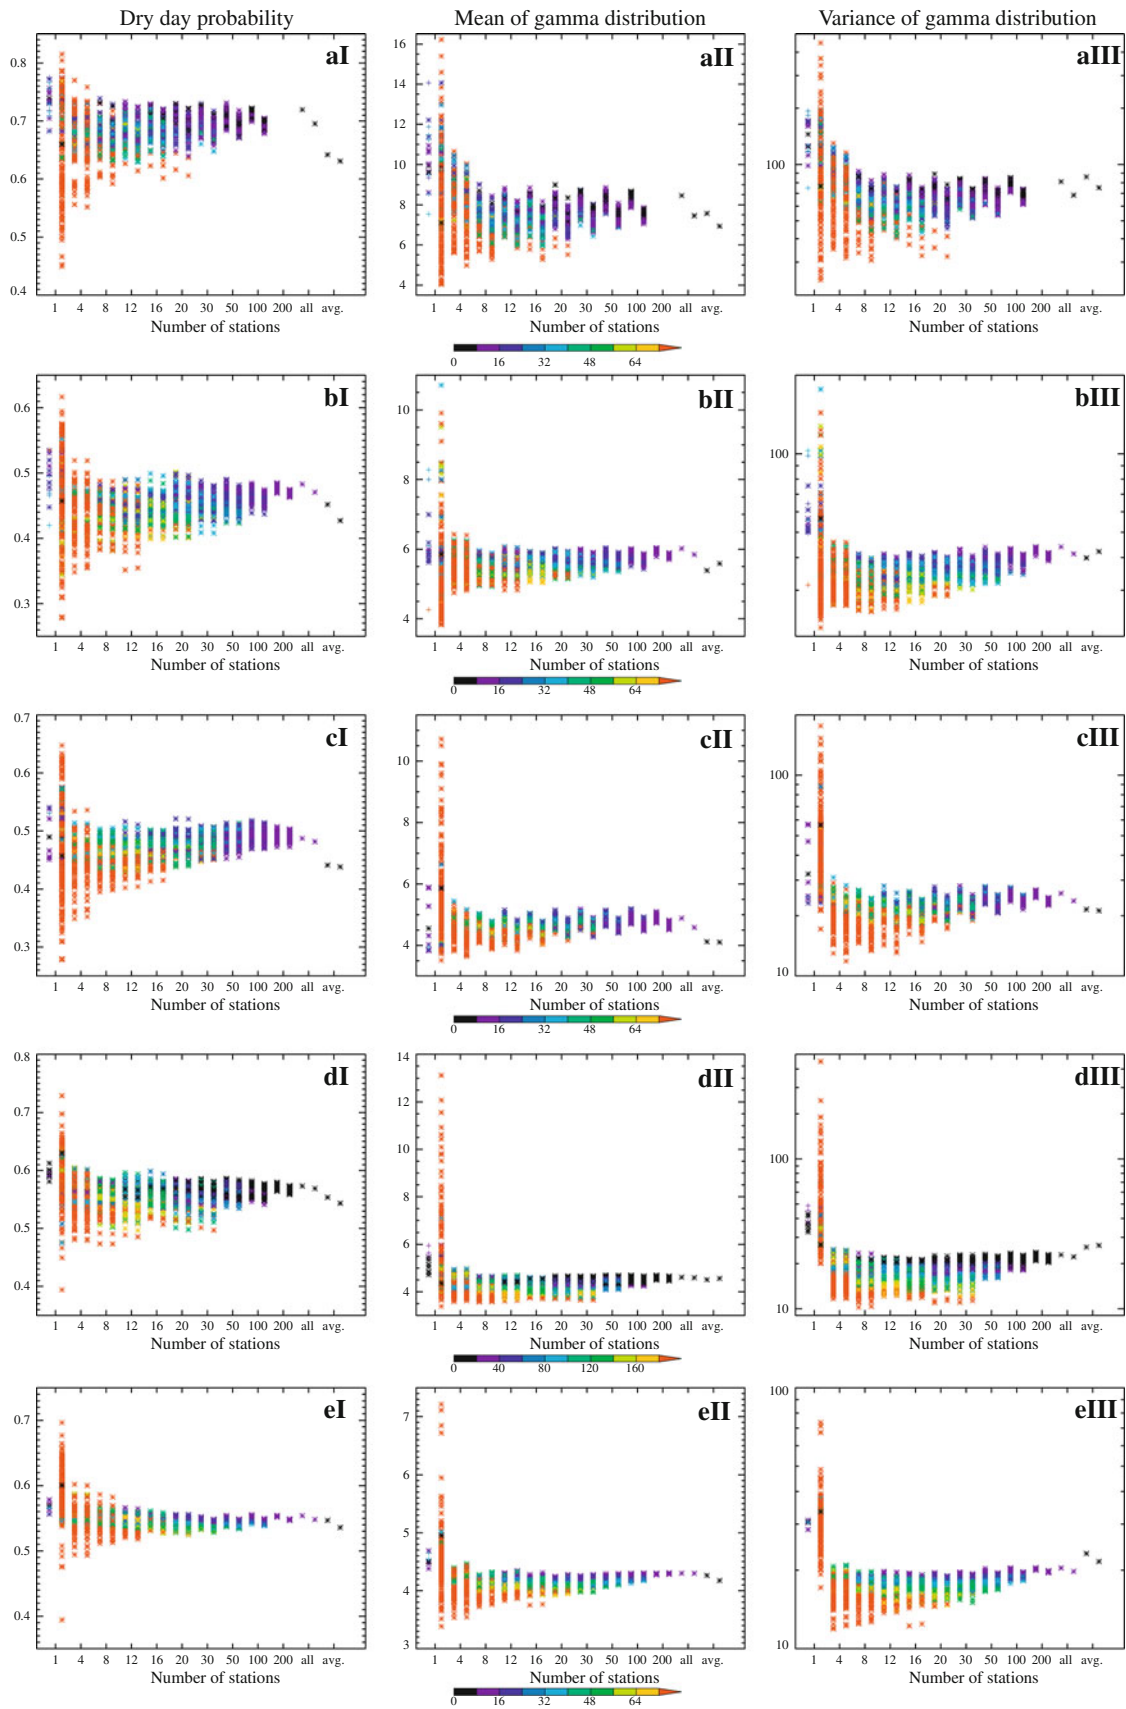 Dry day probability
Mean of gamma distribution
Variance of gamma distribution
aI
0.8
0.7
0.6
0.5
0.4
1 4 8 12 16 20 30 50 100 200 all avg.
Number of stations
aII
16
14
12
10
8
6
4
1 4 8 12 16 20 30 50 100 200 all avg.
Number of stations
aIII
100
1 4 8 12 16 20 30 50 100 200 all avg.
Number of stations
0 16 32 48 64
bI
0.6
0.5
0.4
0.3
1 4 8 12 16 20 30 50 100 200 all avg.
Number of stations
bII
10
8
6
4
1 4 8 12 16 20 30 50 100 200 all avg.
Number of stations
bIII
100
1 4 8 12 16 20 30 50 100 200 all avg.
Number of stations
0 16 32 48 64
cI
0.7
0.6
0.5
0.4
0.3
1 4 8 12 16 20 30 50 100 200 all avg.
Number of stations
cII
10
8
6
4
1 4 8 12 16 20 30 50 100 200 all avg.
Number of stations
cIII
100
10
1 4 8 12 16 20 30 50 100 200 all avg.
Number of stations
0 16 32 48 64
dI
0.8
0.7
0.6
0.5
0.4
1 4 8 12 16 20 30 50 100 200 all avg.
Number of stations
dII
14
12
10
8
6
4
1 4 8 12 16 20 30 50 100 200 all avg.
Number of stations
dIII
100
10
1 4 8 12 16 20 30 50 100 200 all avg.
Number of stations
0 40 80 120 160
eI
0.7
0.6
0.5
0.4
1 4 8 12 16 20 30 50 100 200 all avg.
Number of stations
eII
7
6
5
4
3
1 4 8 12 16 20 30 50 100 200 all avg.
Number of stations
eIII
100
10
1 4 8 12 16 20 30 50 100 200 all avg.
Number of stations
0 16 32 48 64